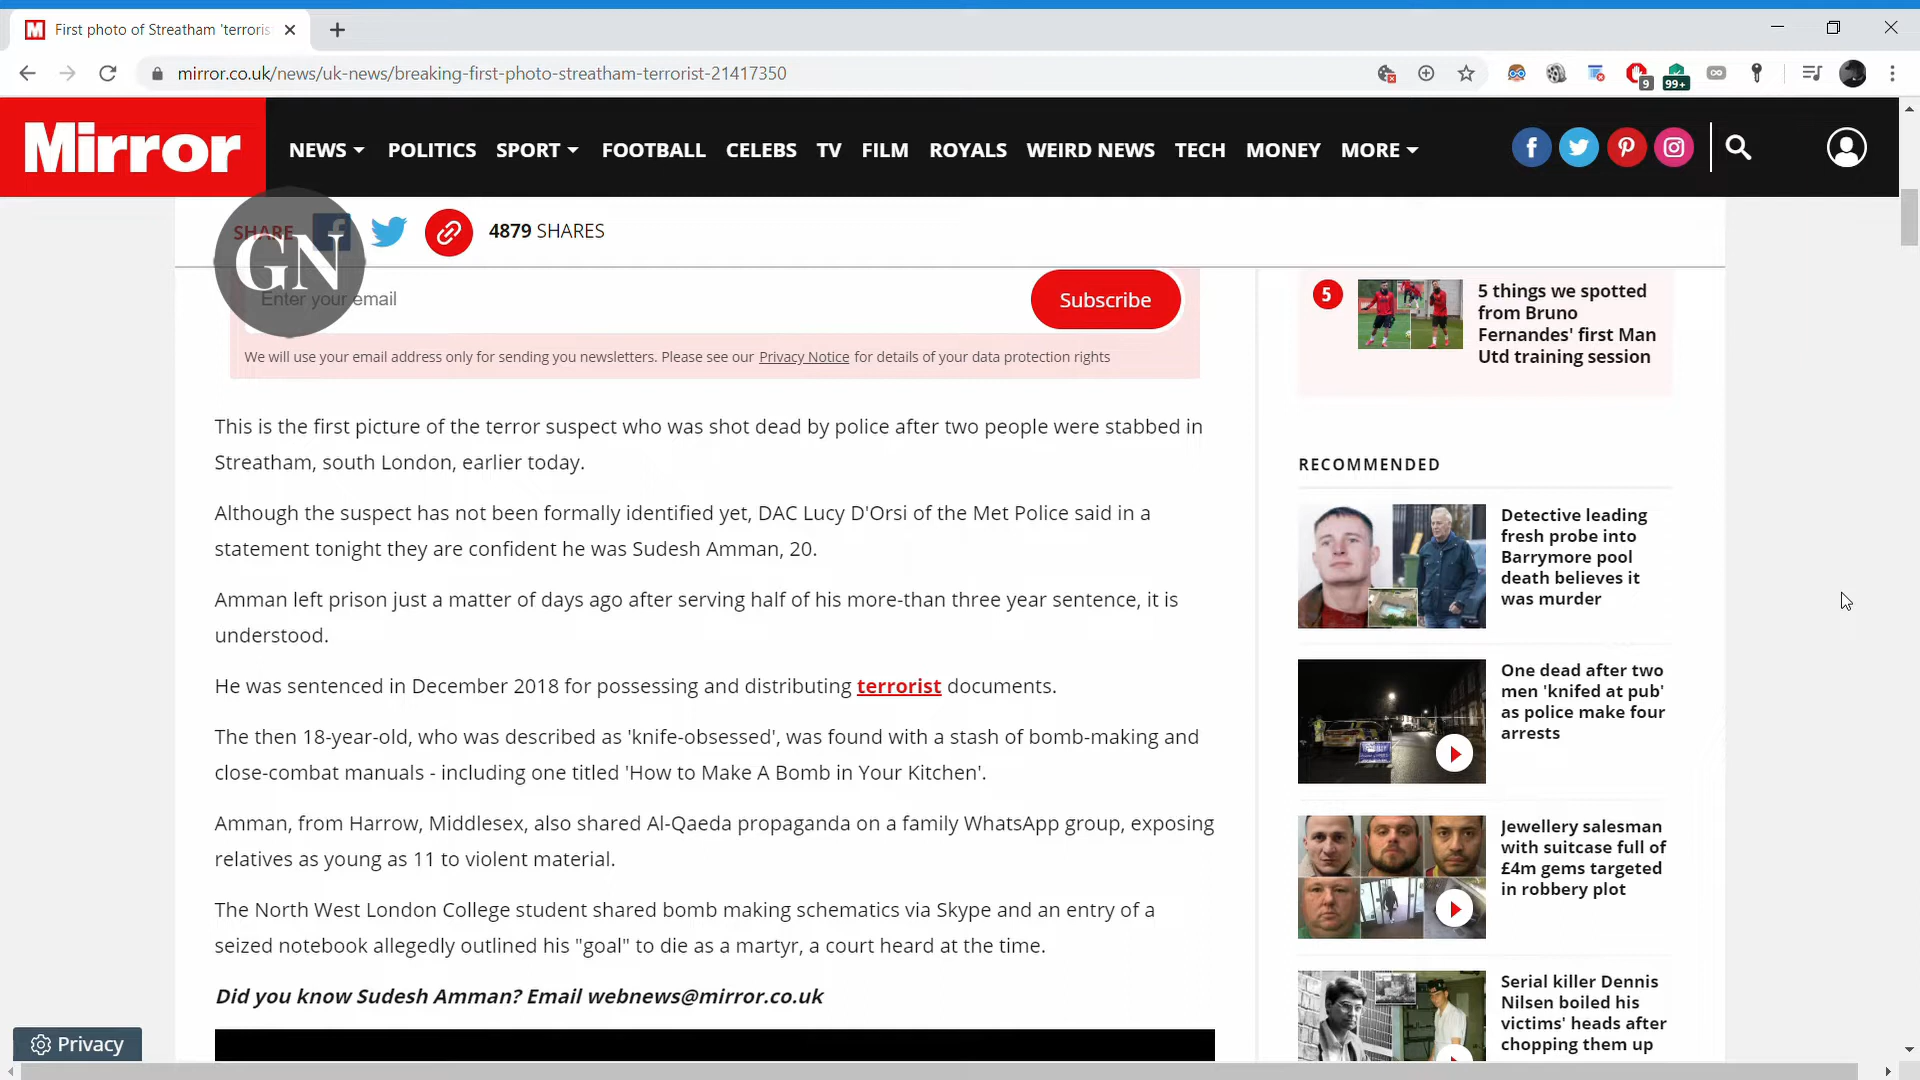 First photo of Streatham 'terroris
mirror.co.uk/news/uk-news/breaking-first-photo-streatham-terrorist-21417350
9
99+
Mirror
NEWS POLITICS SPORT FOOTBALL CELEBS TV FILM ROYALS WEIRD NEWS TECH MONEY MORE
SHARE
4879 SHARES
GN
Enter your email
Subscribe
We will use your email address only for sending you newsletters. Please see our Privacy Notice for details of your data protection rights
This is the first picture of the terror suspect who was shot dead by police after two people were stabbed in
Streatham, south London, earlier today.
Although the suspect has not been formally identified yet, DAC Lucy D'Orsi of the Met Police said in a
statement tonight they are confident he was Sudesh Amman, 20.
Amman left prison just a matter of days ago after serving half of his more-than three year sentence, it is
understood.
He was sentenced in December 2018 for possessing and distributing terrorist documents.
The then 18-year-old, who was described as 'knife-obsessed', was found with a stash of bomb-making and
close-combat manuals - including one titled 'How to Make A Bomb in Your Kitchen'.
Amman, from Harrow, Middlesex, also shared Al-Qaeda propaganda on a family WhatsApp group, exposing
relatives as young as 11 to violent material.
The North West London College student shared bomb making schematics via Skype and an entry of a
seized notebook allegedly outlined his "goal" to die as a martyr, a court heard at the time.
Did you know Sudesh Amman? Email webnews@mirror.co.uk
Privacy
5
5 things we spotted
from Bruno
Fernandes' first Man
Utd training session
RECOMMENDED
Detective leading
fresh probe into
Barrymore pool
death believes it
was murder
One dead after two
men 'knifed at pub'
as police make four
arrests
Jewellery salesman
with suitcase full of
£4m gems targeted
in robbery plot
Serial killer Dennis
Nilsen boiled his
victims' heads after
chopping them up